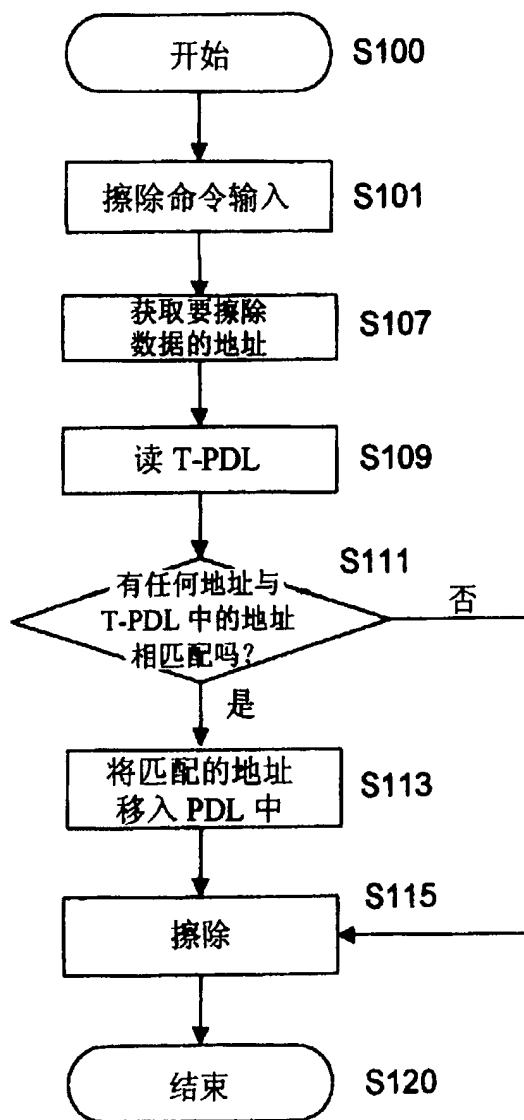 开始 S100
擦除命令输入 S101
获取要擦除
数据的地址 S107
读 T-PDL S109
S111
有任何地址与
T-PDL 中的地址
相匹配吗?
否
是
将匹配的地址
移入 PDL 中 S113
S115
擦除
结束 S120